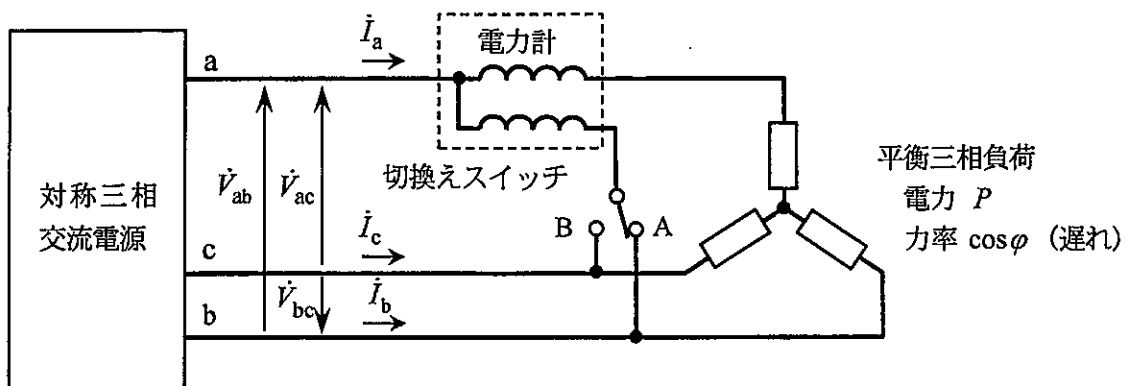 対称三相
交流電源
a
c
b
İa
電力計
切換えスイッチ
V̇ab
V̇ac
V̇bc
İc
İb
B
A
平衡三相負荷
電力 P
力率 cosφ（遅れ）